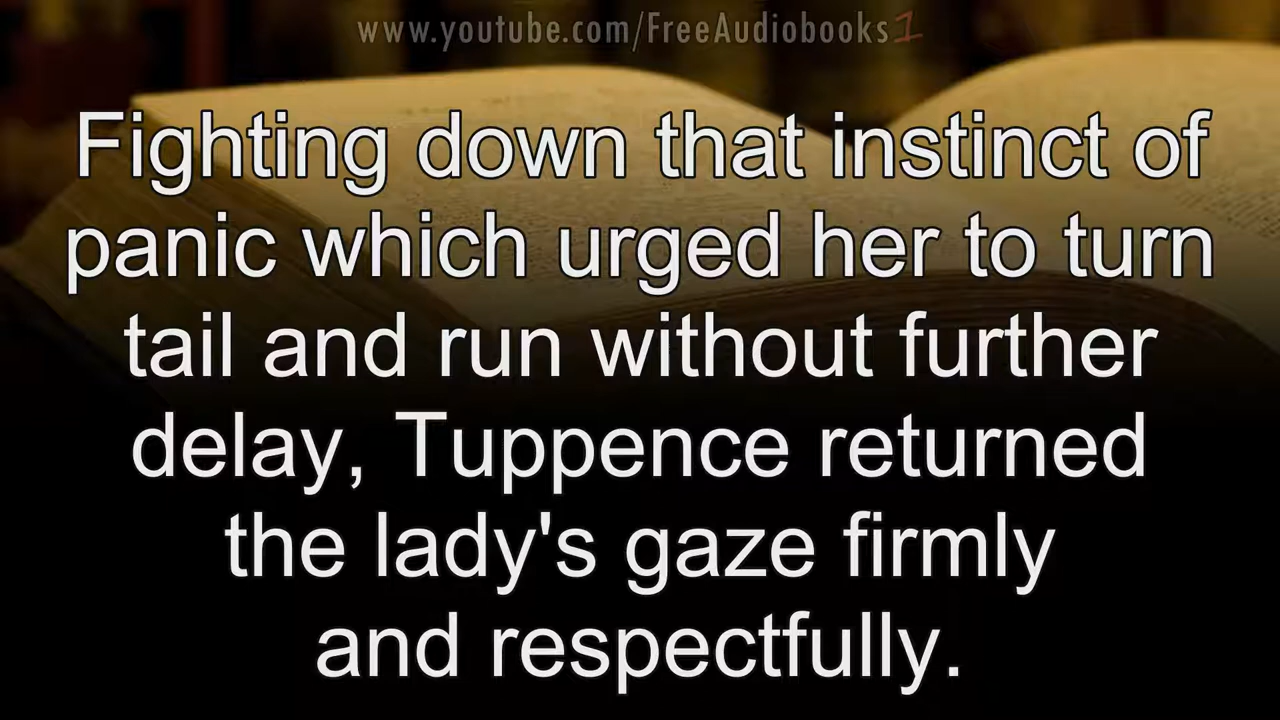 www.youtube.com/FreeAudiobooks1
Fighting down that instinct of
panic which urged her to turn
tail and run without further
delay, Tuppence returned
the lady's gaze firmly
and respectfully.